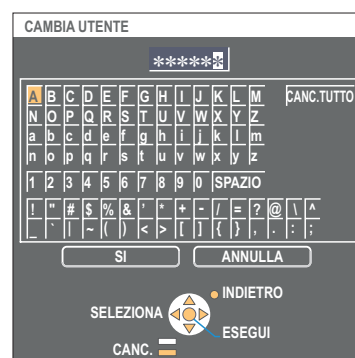 CAMBIA UTENTE
******
A B C D E F G H I J K L M CANC.TUTTO
N O P Q R S T U V W X Y Z
a b c d e f g h i j k l m
n o p q r s t u v w x y z
1 2 3 4 5 6 7 8 9 0 SPAZIO
! " # $ % & ' * + - / = ? @ \ ^
_ ` | ~ ( ) < > [ ] { } , . : ;
SI ANNULLA
INDIETRO
SELEZIONA
ESEGUI
CANC.